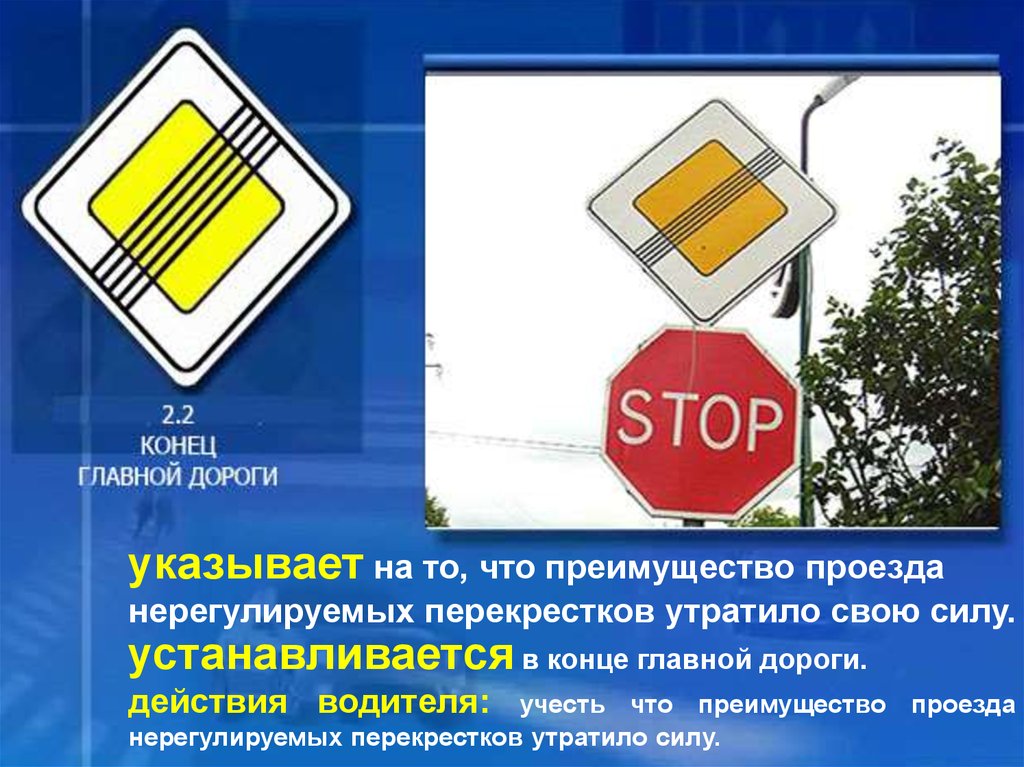 2.2
КОНЕЦ
ГЛАВНОЙ ДОРОГИ
STOP
указывает на то, что преимущество проезда
нерегулируемых перекрестков утратило свою силу.
устанавливается в конце главной дороги.
действия водителя: учесть что преимущество проезда
нерегулируемых перекрестков утратило силу.